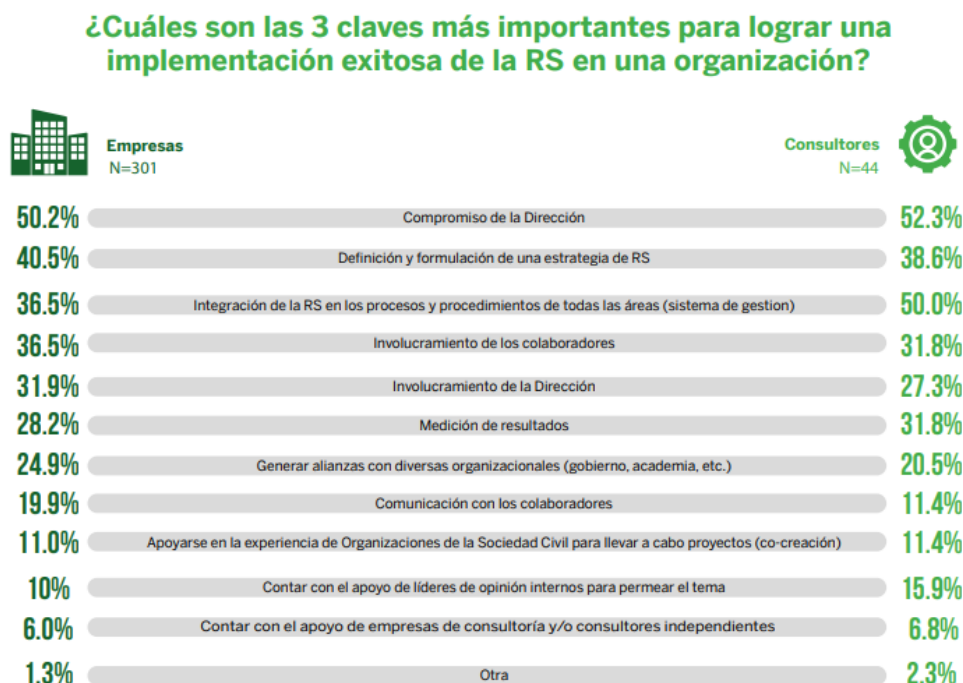 ¿Cuáles son las 3 claves más importantes para lograr una
implementación exitosa de la RS en una organización?
Empresas
N=301
Consultores
N=44
50.2% Compromiso de la Dirección 52.3%
40.5% Definición y formulación de una estrategia de RS 38.6%
36.5% Integración de la RS en los procesos y procedimientos de todas las áreas (sistema de gestion) 50.0%
36.5% Involucramiento de los colaboradores 31.8%
31.9% Involucramiento de la Dirección 27.3%
28.2% Medición de resultados 31.8%
24.9% Generar alianzas con diversas organizacionales (gobierno, academia, etc.) 20.5%
19.9% Comunicación con los colaboradores 11.4%
11.0% Apoyarse en la experiencia de Organizaciones de la Sociedad Civil para llevar a cabo proyectos (co-creación) 11.4%
10% Contar con el apoyo de líderes de opinión internos para permear el tema 15.9%
6.0% Contar con el apoyo de empresas de consultoría y/o consultores independientes 6.8%
1.3% Otra 2.3%